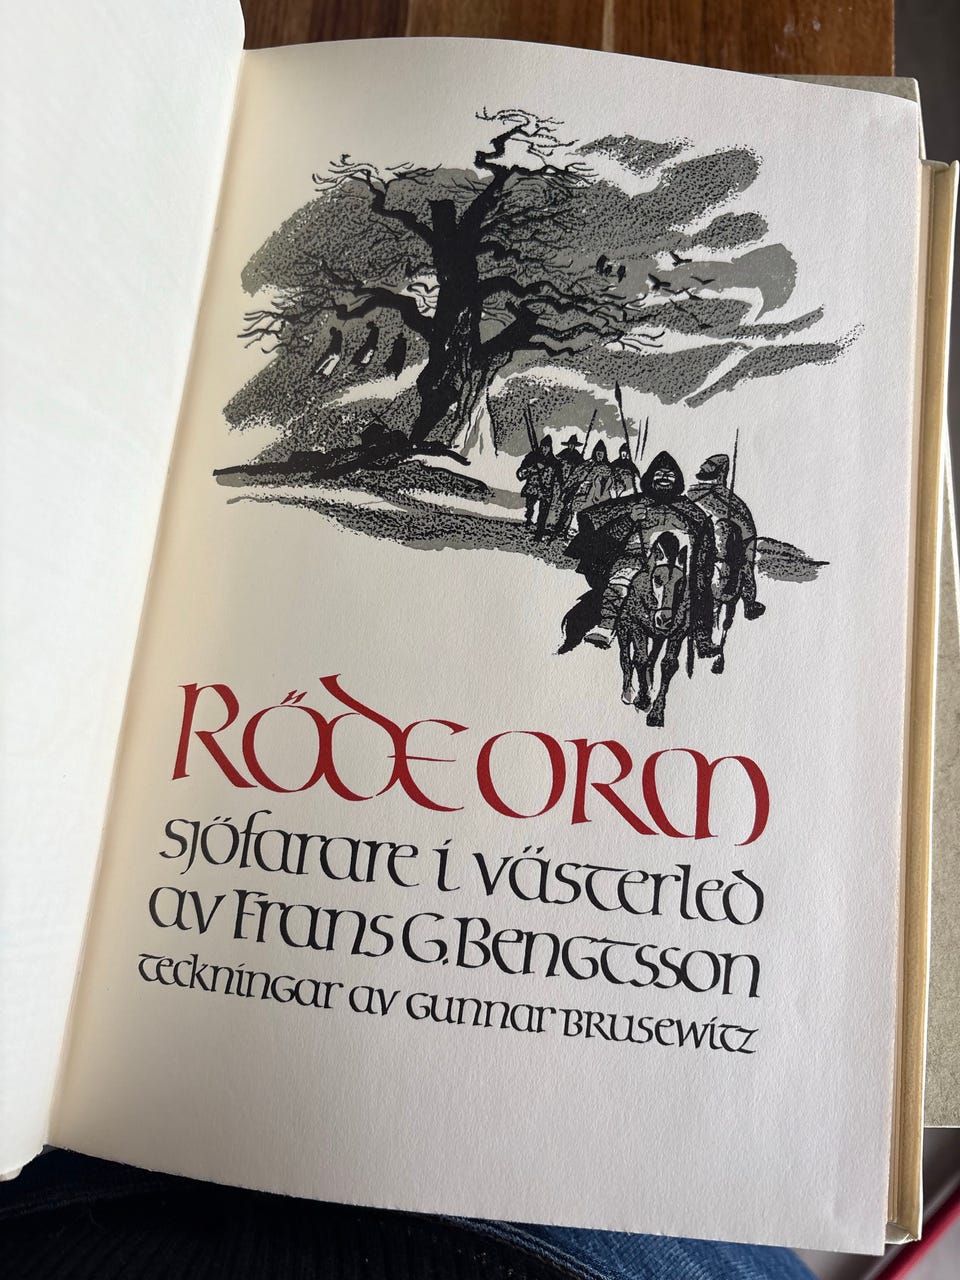 RÖDE ORM
sjöfarare i västerled
av Frans G. Bengtsson
teckningar av Gunnar Brusewitz